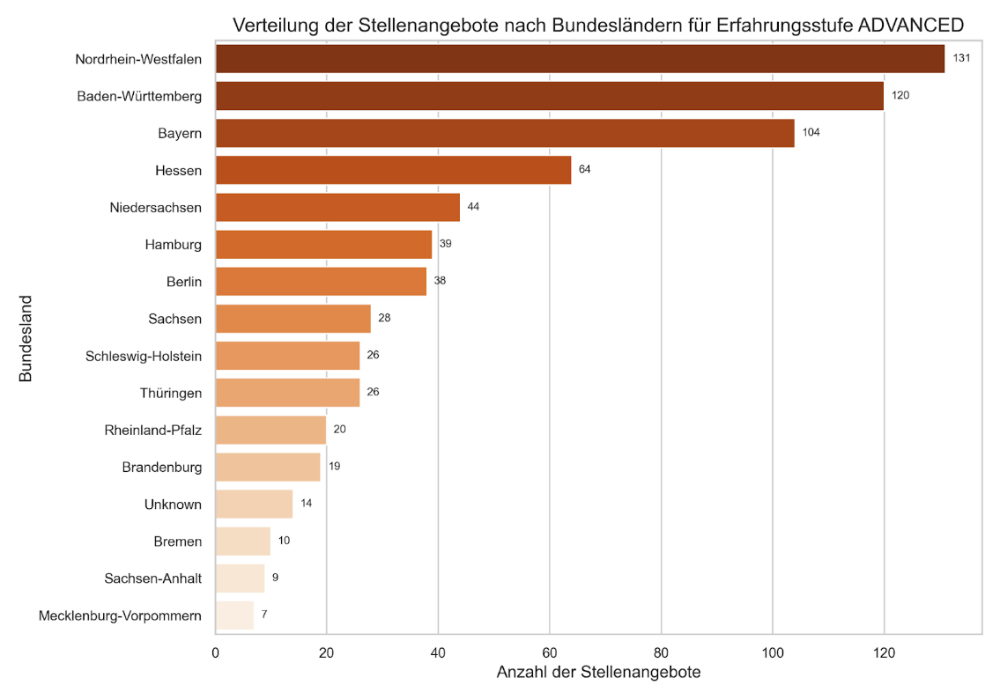 Verteilung der Stellenangebote nach Bundesländern für Erfahrungsstufe ADVANCED
Bundesland
Nordrhein-Westfalen 131
Baden-Württemberg 120
Bayern 104
Hessen 64
Niedersachsen 44
Hamburg 39
Berlin 38
Sachsen 28
Schleswig-Holstein 26
Thüringen 26
Rheinland-Pfalz 20
Brandenburg 19
Unknown 14
Bremen 10
Sachsen-Anhalt 9
Mecklenburg-Vorpommern 7
0 20 40 60 80 100 120
Anzahl der Stellenangebote